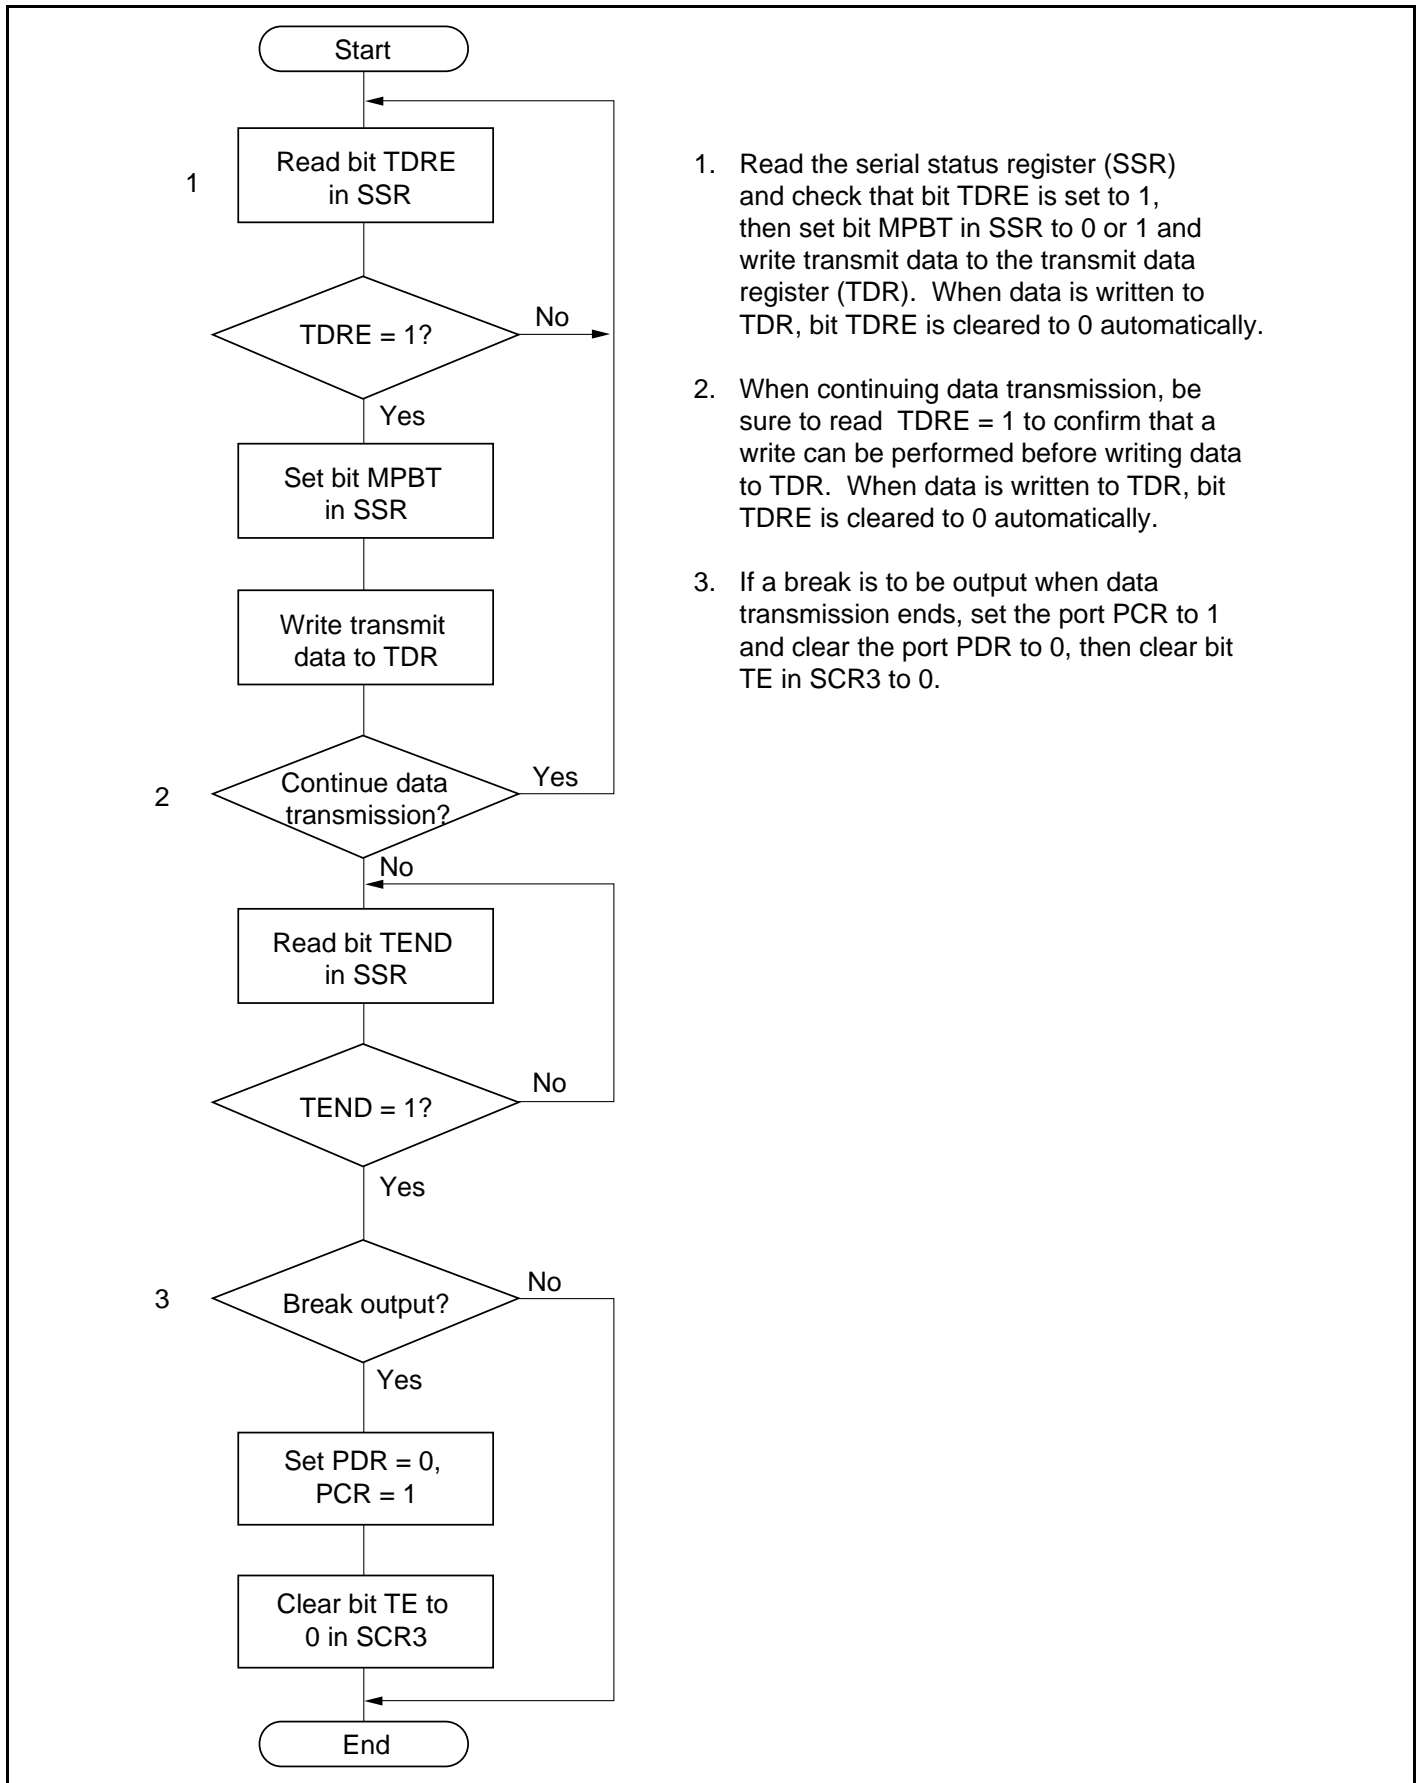 Start
1
Read bit TDRE
in SSR
TDRE = 1?
No
Yes
Set bit MPBT
in SSR
Write transmit
data to TDR
2
Continue data
transmission?
Yes
No
Read bit TEND
in SSR
TEND = 1?
No
Yes
3
Break output?
No
Yes
Set PDR = 0,
PCR = 1
Clear bit TE to
0 in SCR3
End
1. Read the serial status register (SSR)
and check that bit TDRE is set to 1,
then set bit MPBT in SSR to 0 or 1 and
write transmit data to the transmit data
register (TDR).  When data is written to
TDR, bit TDRE is cleared to 0 automatically.
2. When continuing data transmission, be
sure to read  TDRE = 1 to confirm that a
write can be performed before writing data
to TDR.  When data is written to TDR, bit
TDRE is cleared to 0 automatically.
3. If a break is to be output when data
transmission ends, set the port PCR to 1
and clear the port PDR to 0, then clear bit
TE in SCR3 to 0.